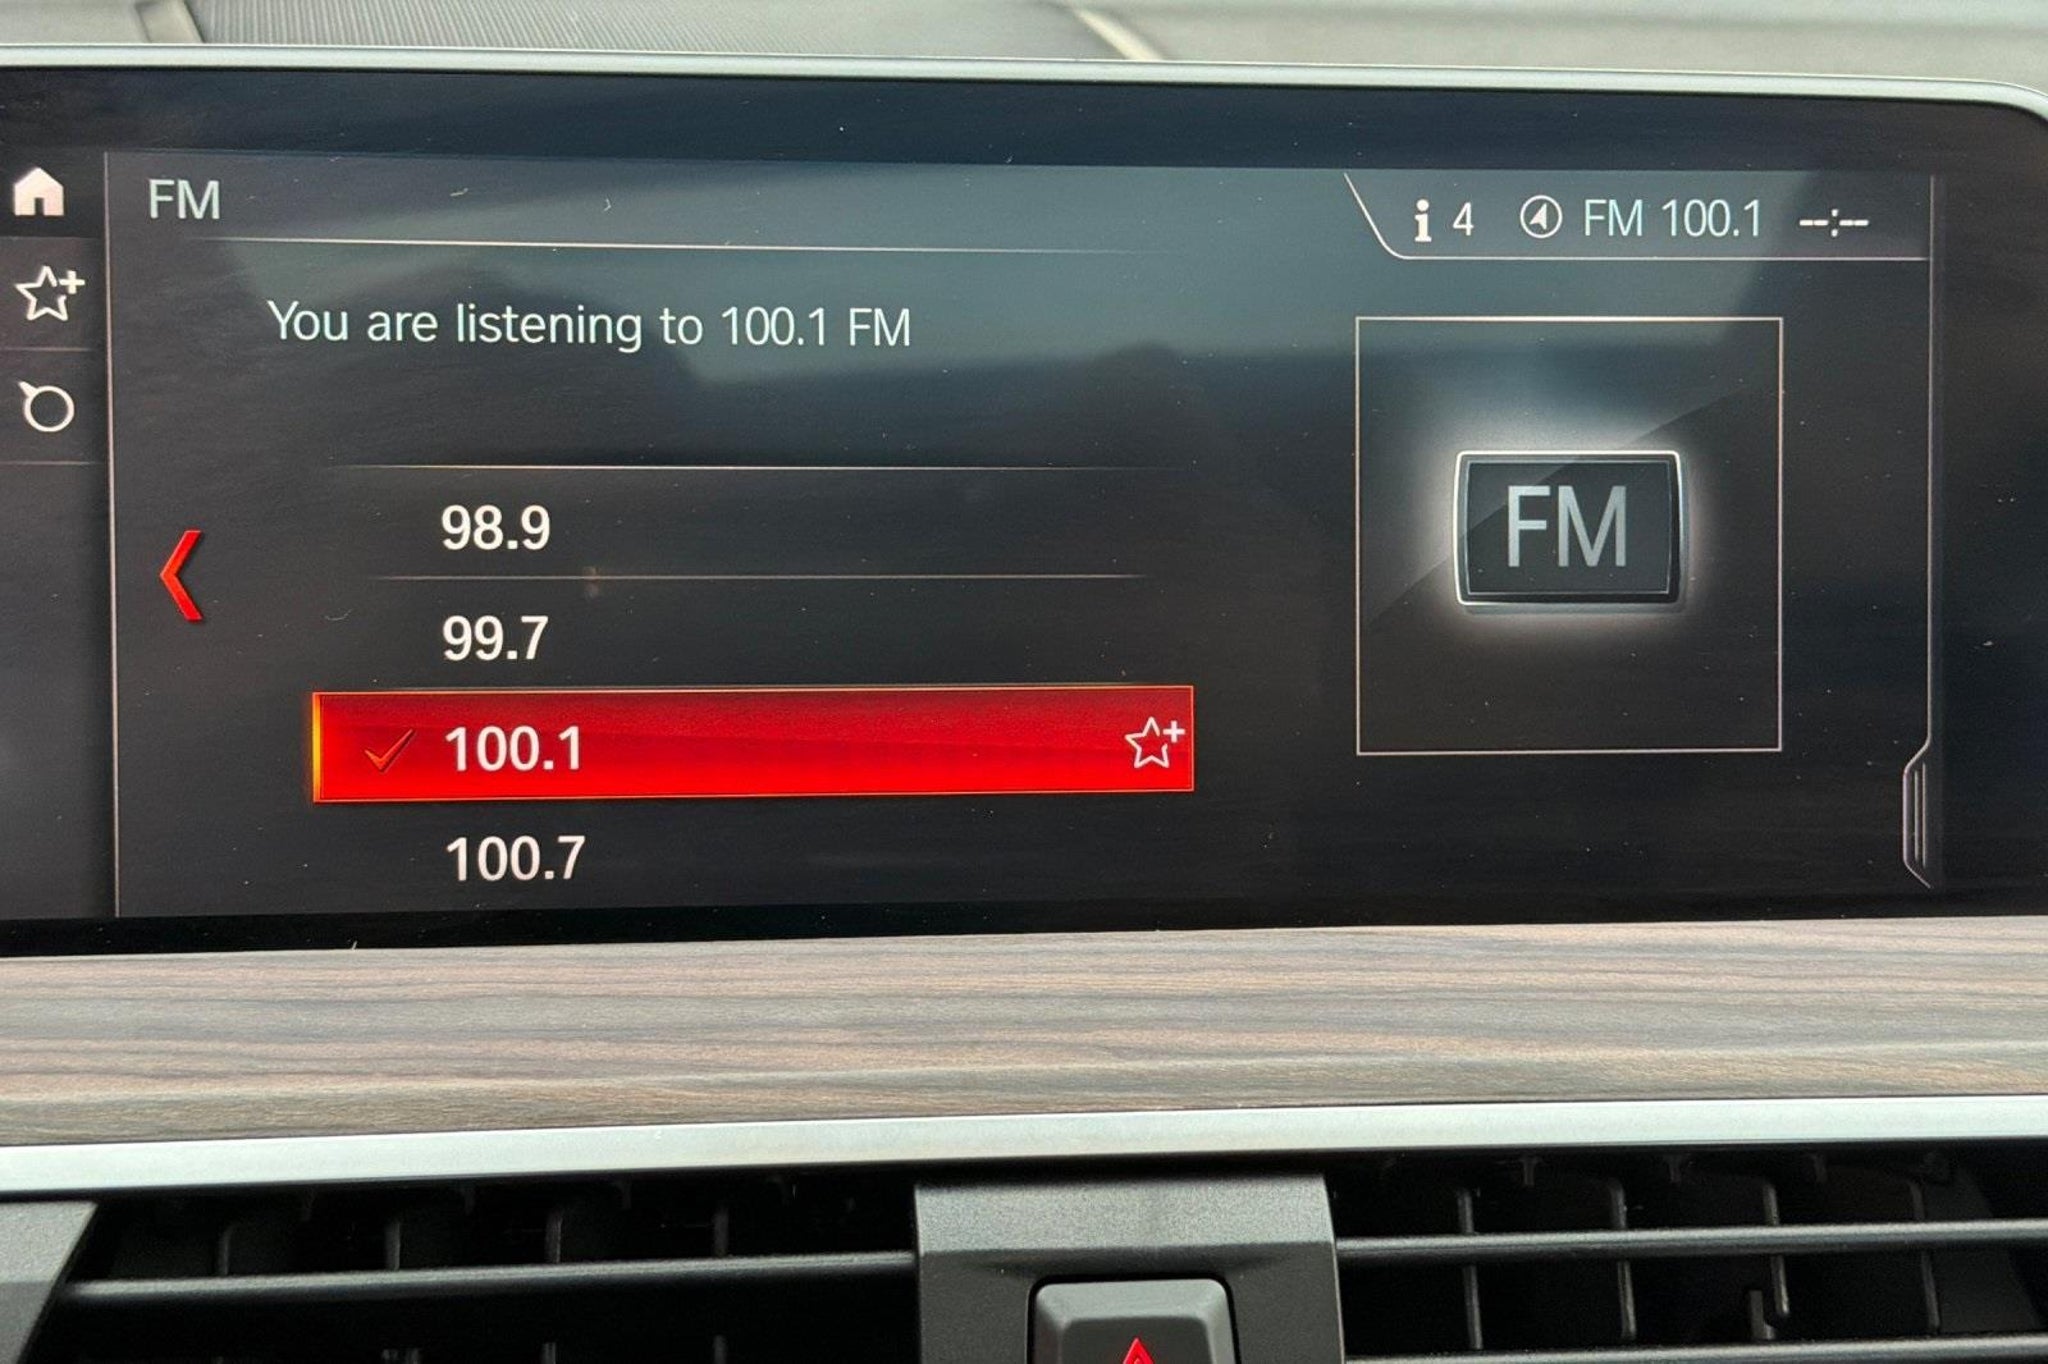 FM
4 FM 100.1 --:--
You are listening to 100.1 FM
98.9
99.7
100.1
100.7
FM